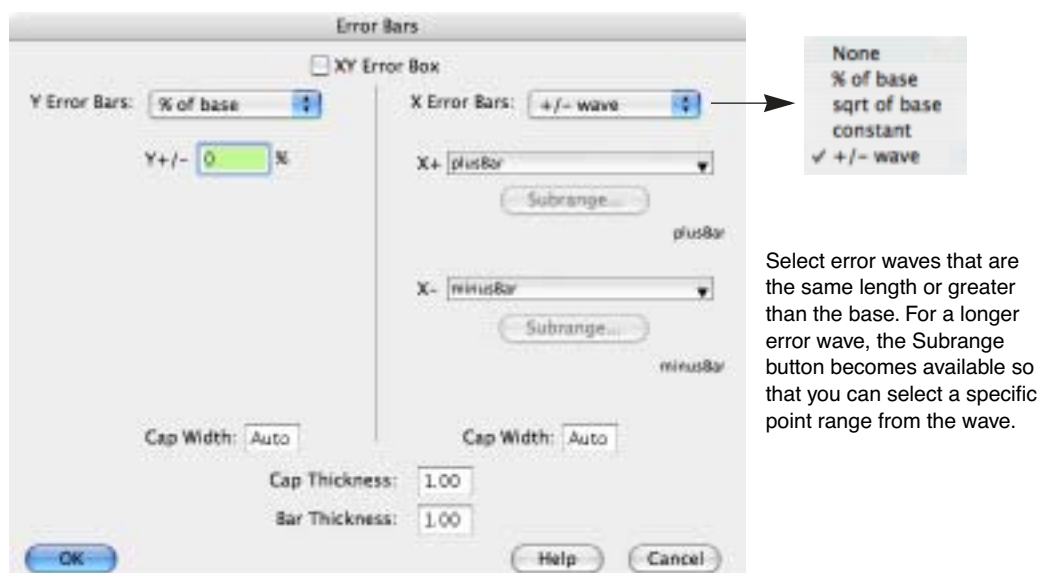 Error Bars
XY Error Box
Y Error Bars: % of base
Y+/- 0 %
Cap Width: Auto
X Error Bars: +/- wave
X+ plusBar
Subrange...
plusBar
X- minusBar
Subrange...
minusBar
Cap Width: Auto
Cap Thickness: 1.00
Bar Thickness: 1.00
OK
Help
Cancel
None
% of base
sqrt of base
constant
✓ +/- wave
Select error waves that are
the same length or greater
than the base. For a longer
error wave, the Subrange
button becomes available so
that you can select a specific
point range from the wave.